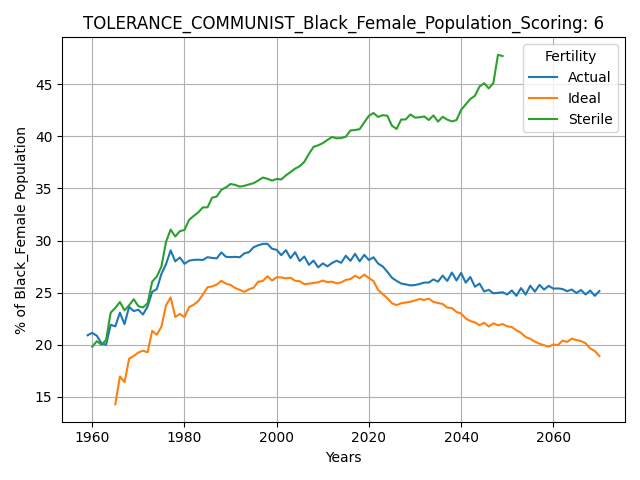 TOLERANCE_COMMUNIST_Black_Female_Population_Scoring: 6
Fertility
Actual
Ideal
Sterile
% of Black_Female Population
45
40
35
30
25
20
15
1960
1980
2000
2020
2040
2060
Years